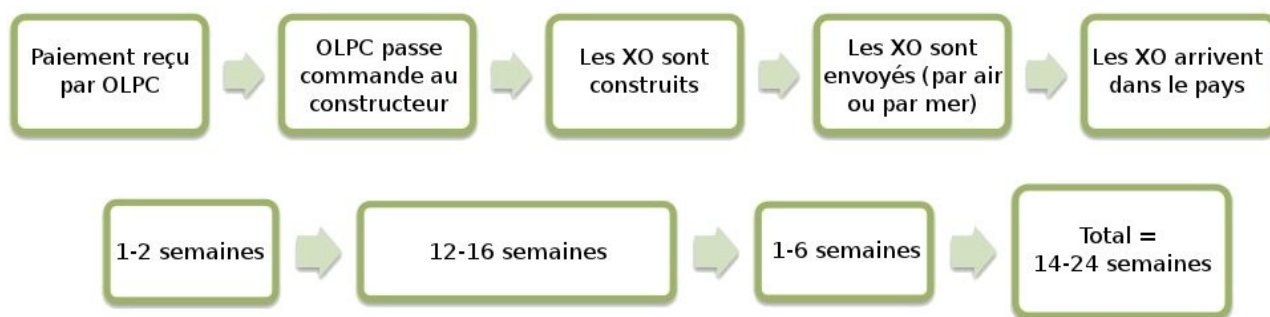 Paiement reçu
par OLPC
OLPC passe
commande au
constructeur
Les XO sont
construits
Les XO sont
envoyés (par air
ou par mer)
Les XO arrivent
dans le pays
1-2 semaines
12-16 semaines
1-6 semaines
Total =
14-24 semaines